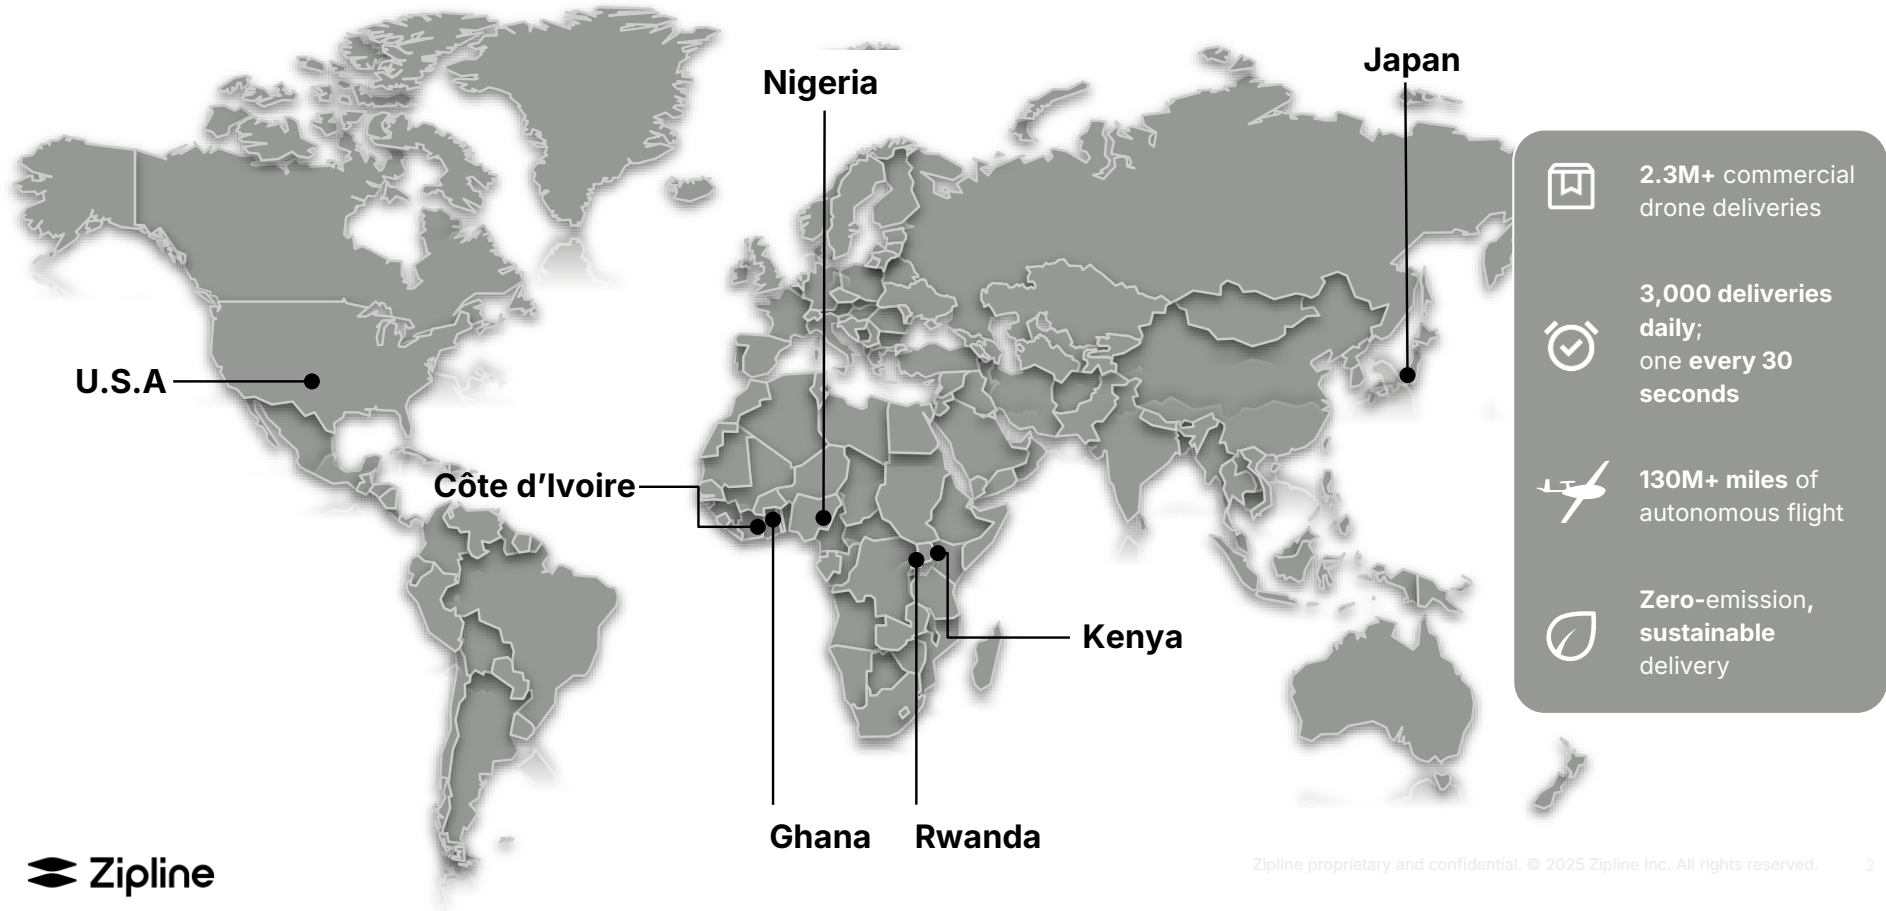 Nigeria
Japan
U.S.A
Côte d’Ivoire
Kenya
Ghana
Rwanda
2.3M+ commercial
drone deliveries
3,000 deliveries
daily;
one every 30
seconds
130M+ miles of
autonomous flight
Zero-emission,
sustainable
delivery
Zipline
Zipline proprietary and confidential. © 2025 Zipline Inc. All rights reserved.
2